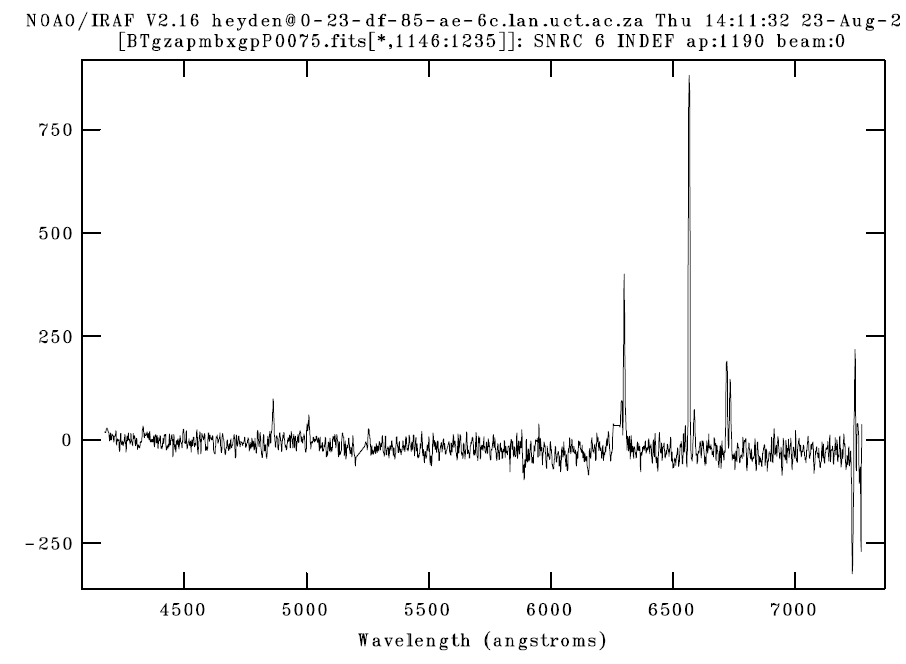 NOAO/IRAF V2.16 heyden@0-23-df-85-ae-6c.lan.uct.ac.za Thu 14:11:32 23-Aug-2
[BTgzapmbxgpP0075.fits[*,1146:1235]]: SNRC 6 INDEF ap:1190 beam:0
750
500
250
0
-250
4500 5000 5500 6000 6500 7000
Wavelength (angstroms)